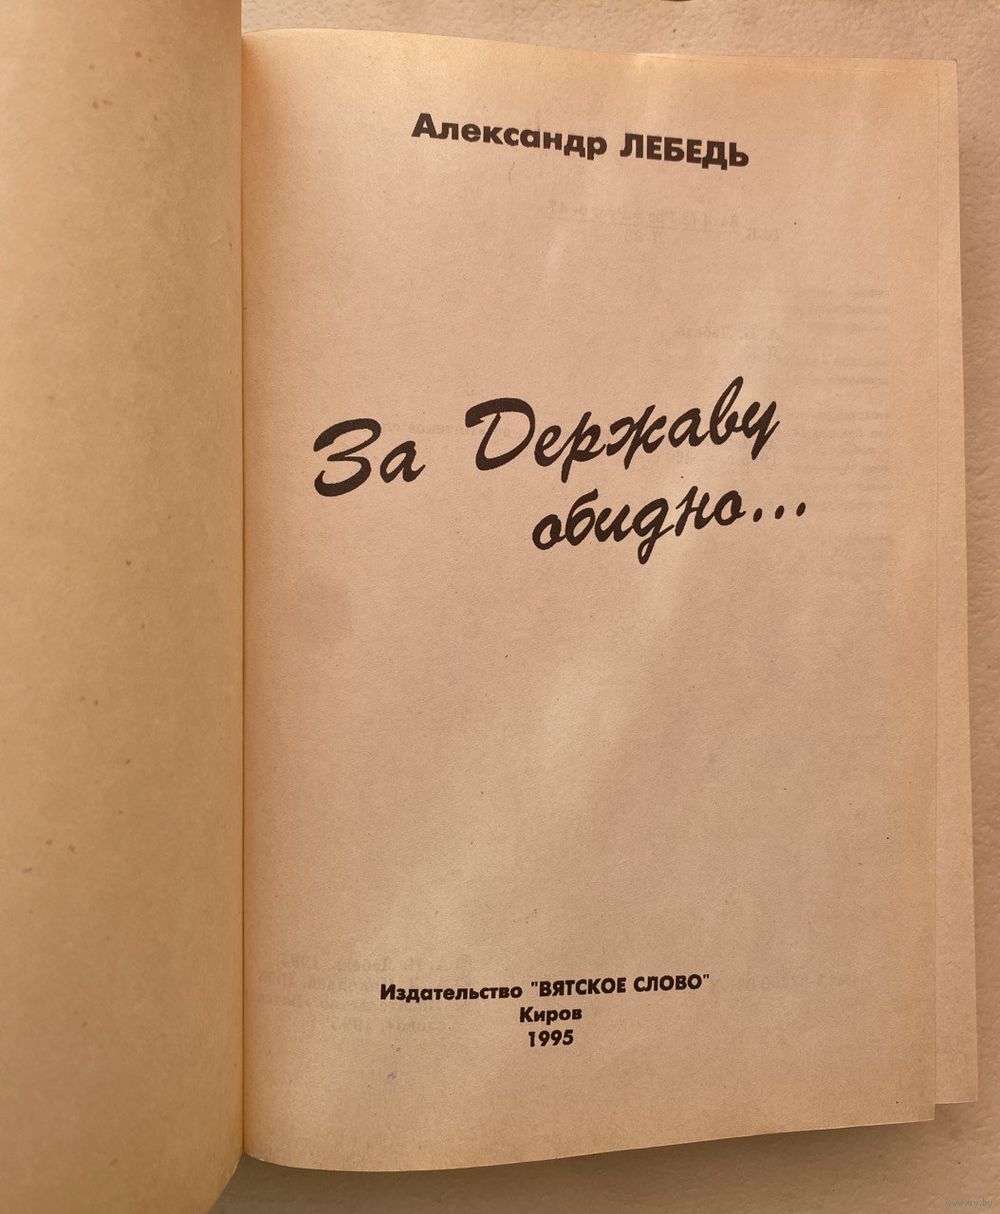 Александр ЛЕБЕДЬ
За Державу
обидно...
Издательство "ВЯТСКОЕ СЛОВО"
Киров
1995